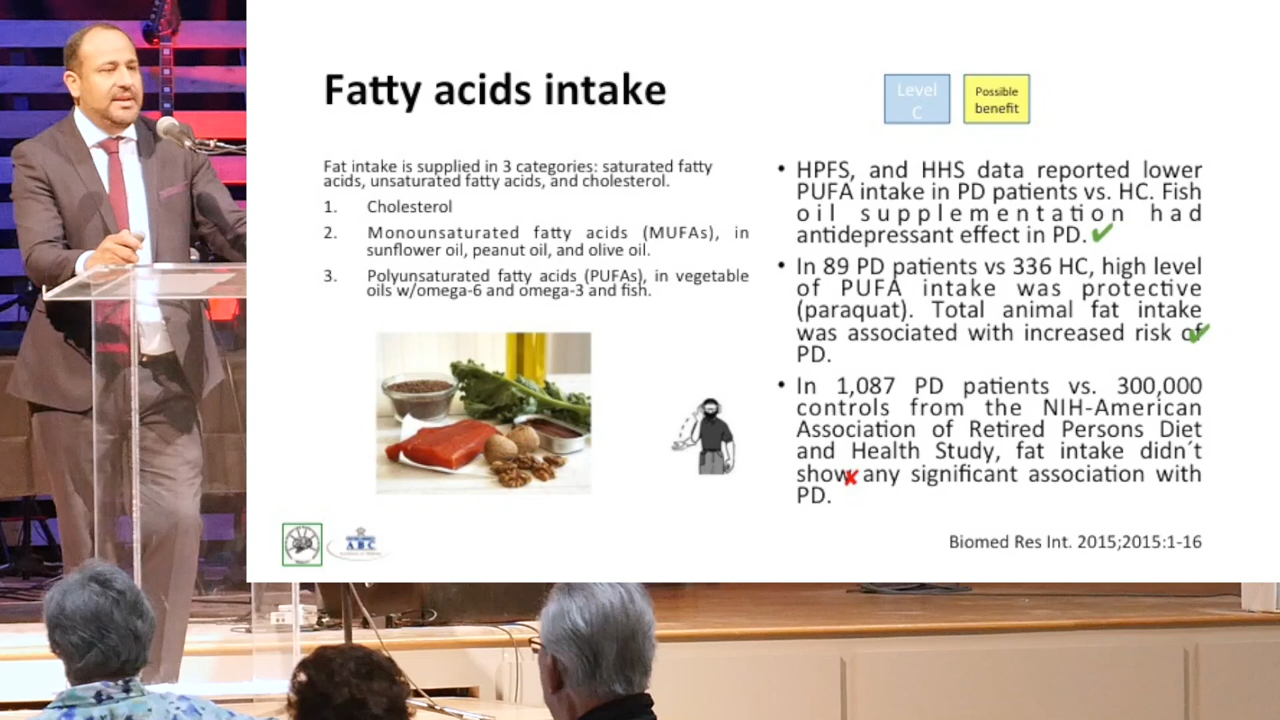 Fatty acids intake
Level
C
Possible
benefit
Fat intake is supplied in 3 categories: saturated fatty
acids, unsaturated fatty acids, and cholesterol.
1. Cholesterol
2. Monounsaturated fatty acids (MUFAs), in
sunflower oil, peanut oil, and olive oil.
3. Polyunsaturated fatty acids (PUFAs), in vegetable
oils w/omega-6 and omega-3 and fish.
• HPFS, and HHS data reported lower
PUFA intake in PD patients vs. HC. Fish
oil supplementation had
antidepressant effect in PD.
• In 89 PD patients vs 336 HC, high level
of PUFA intake was protective
(paraquat). Total animal fat intake
was associated with increased risk of
PD.
• In 1,087 PD patients vs. 300,000
controls from the NIH-American
Association of Retired Persons Diet
and Health Study, fat intake didn´t
show any significant association with
PD.
ABC
Biomed Res Int. 2015;2015:1-16